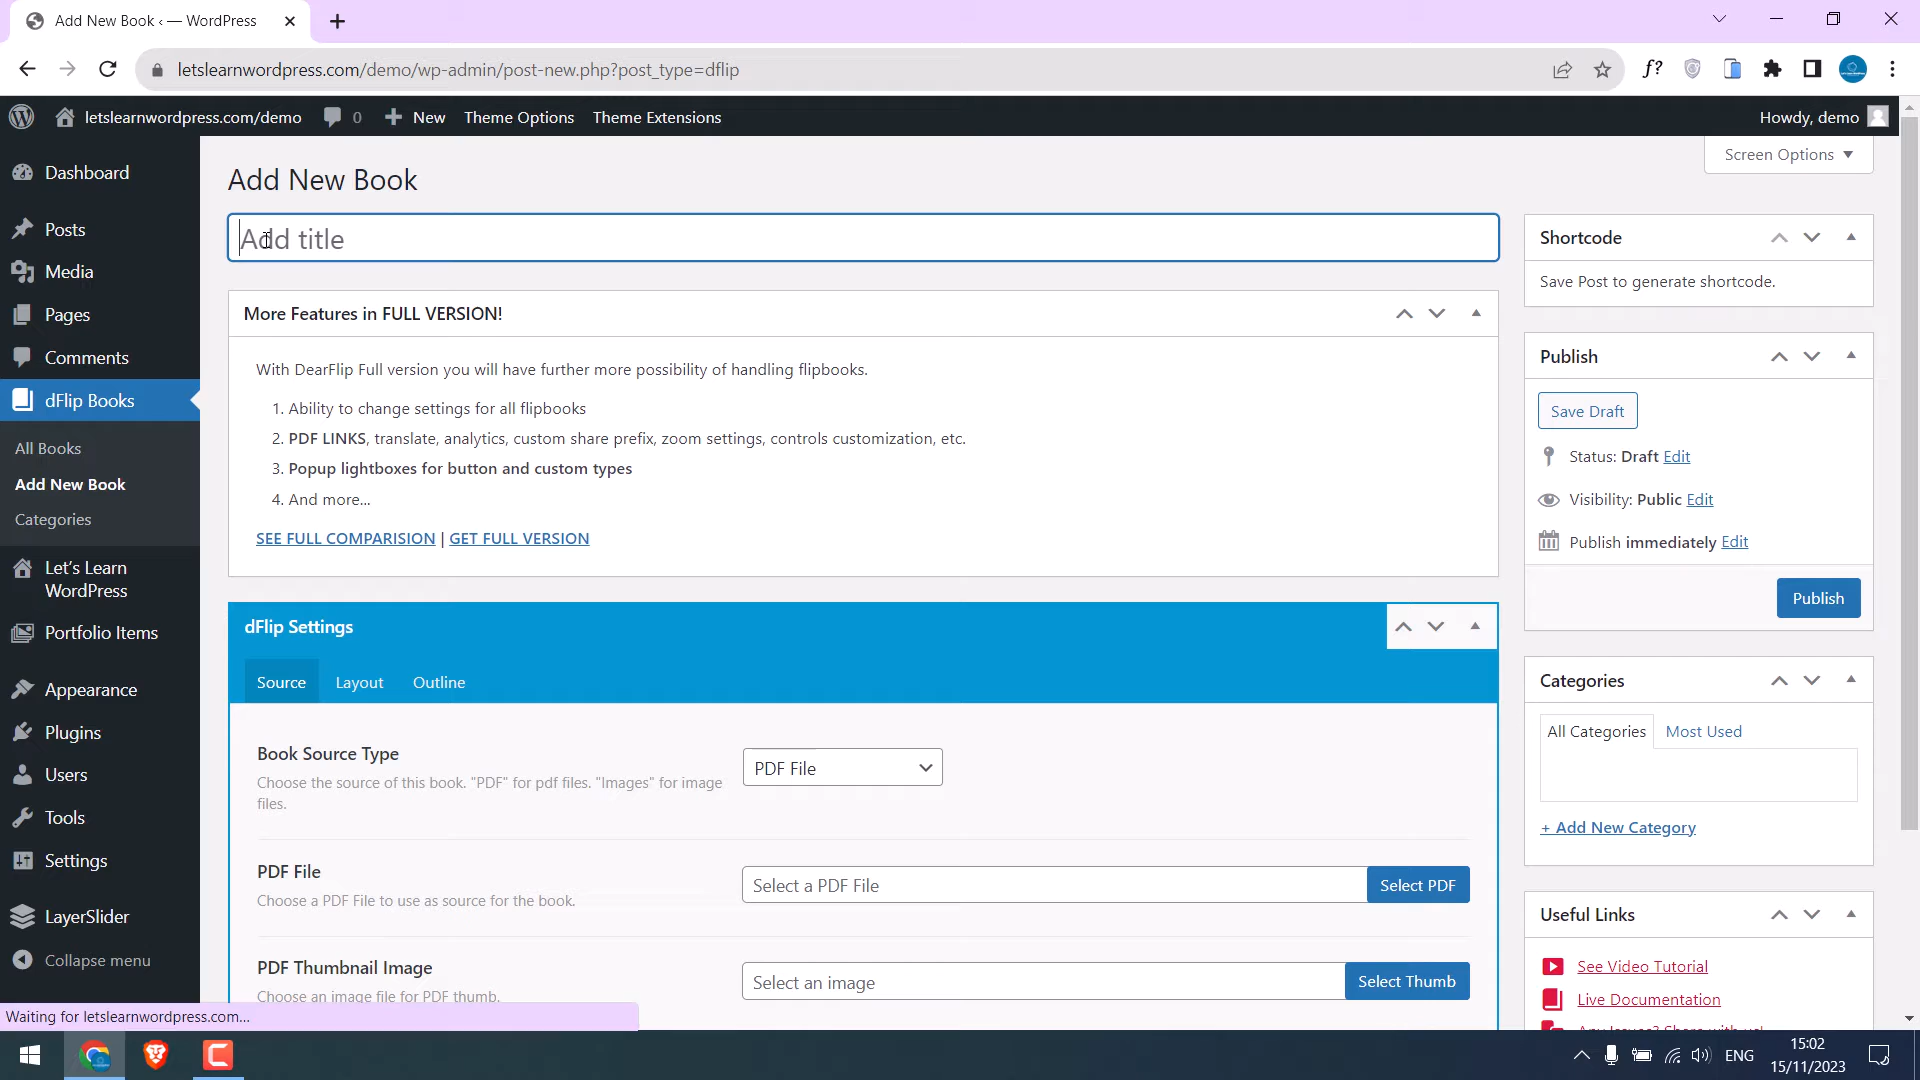 Add New Book ‹ — WordPress
letslearnwordpress.com/demo/wp-admin/post-new.php?post_type=dflip
f?
letslearnwordpress.com/demo
0
New
Theme Options
Theme Extensions
Howdy, demo
Screen Options
Dashboard
Posts
Media
Pages
Comments
dFlip Books
All Books
Add New Book
Categories
Let's Learn
WordPress
Portfolio Items
Appearance
Plugins
Users
Tools
Settings
LayerSlider
Collapse menu
Add New Book
Add title
More Features in FULL VERSION!
With DearFlip Full version you will have further more possibility of handling flipbooks.
1. Ability to change settings for all flipbooks
2. PDF LINKS, translate, analytics, custom share prefix, zoom settings, controls customization, etc.
3. Popup lightboxes for button and custom types
4. And more...
SEE FULL COMPARISION | GET FULL VERSION
dFlip Settings
Source
Layout
Outline
Book Source Type
Choose the source of this book. "PDF" for pdf files. "Images" for image
files.
PDF File
PDF File
Choose a PDF File to use as source for the book.
Select a PDF File
Select PDF
PDF Thumbnail Image
Choose an image file for PDF thumb.
Select an image
Select Thumb
Shortcode
Save Post to generate shortcode.
Publish
Save Draft
Status: Draft Edit
Visibility: Public Edit
Publish immediately Edit
Publish
Categories
All Categories
Most Used
+ Add New Category
Useful Links
See Video Tutorial
Live Documentation
Any Issues? Share with us!
Waiting for letslearnwordpress.com...
ENG
15:02
15/11/2023